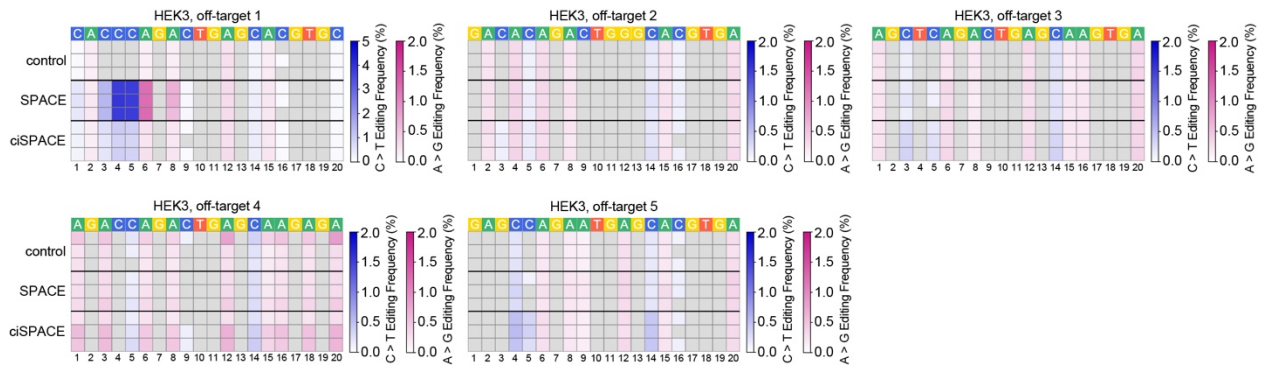 HEK3, off-target 1
CACCCAGACTGAGCACGTGC
control
SPACE
ciSPACE
1 2 3 4 5 6 7 8 9 10 11 12 13 14 15 16 17 18 19 20
5
4
3
2
1
0
C > T Editing Frequency (%)
2.0
1.5
1.0
0.5
0.0
A > G Editing Frequency (%)
HEK3, off-target 2
GACACAGACTGGGCACGTGA
1 2 3 4 5 6 7 8 9 10 11 12 13 14 15 16 17 18 19 20
2.0
1.5
1.0
0.5
0.0
C > T Editing Frequency (%)
2.0
1.5
1.0
0.5
0.0
A > G Editing Frequency (%)
HEK3, off-target 3
AGCTCAGACTGAGCAAGTGA
1 2 3 4 5 6 7 8 9 10 11 12 13 14 15 16 17 18 19 20
2.0
1.5
1.0
0.5
0.0
C > T Editing Frequency (%)
2.0
1.5
1.0
0.5
0.0
A > G Editing Frequency (%)
HEK3, off-target 4
AGACCAGACTGAGCAAGAGA
control
SPACE
ciSPACE
1 2 3 4 5 6 7 8 9 10 11 12 13 14 15 16 17 18 19 20
2.0
1.5
1.0
0.5
0.0
C > T Editing Frequency (%)
2.0
1.5
1.0
0.5
0.0
A > G Editing Frequency (%)
HEK3, off-target 5
GAGCCAGAATGAGCACGTGA
1 2 3 4 5 6 7 8 9 10 11 12 13 14 15 16 17 18 19 20
2.0
1.5
1.0
0.5
0.0
C > T Editing Frequency (%)
2.0
1.5
1.0
0.5
0.0
A > G Editing Frequency (%)